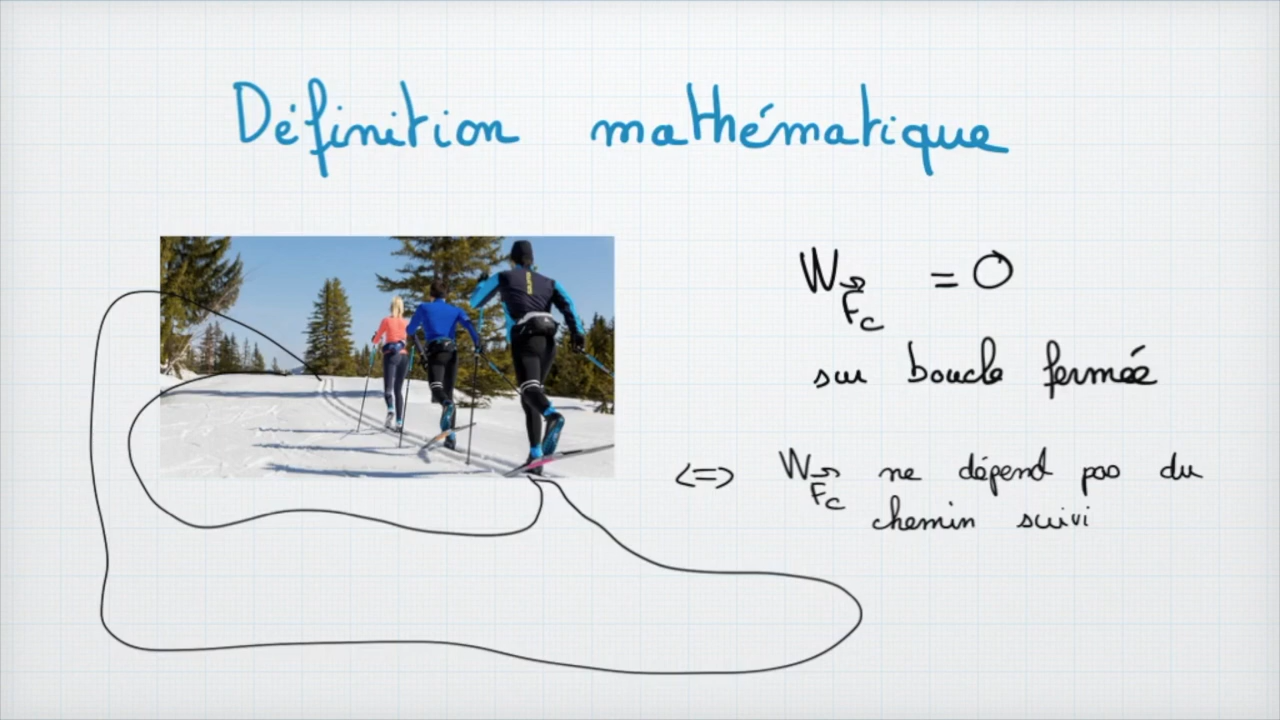 Définition mathématique
W_{\vec{F_c}} = 0
sur boucle fermée
<=> W_{\vec{F_c}} ne dépend pas du
chemin suivi